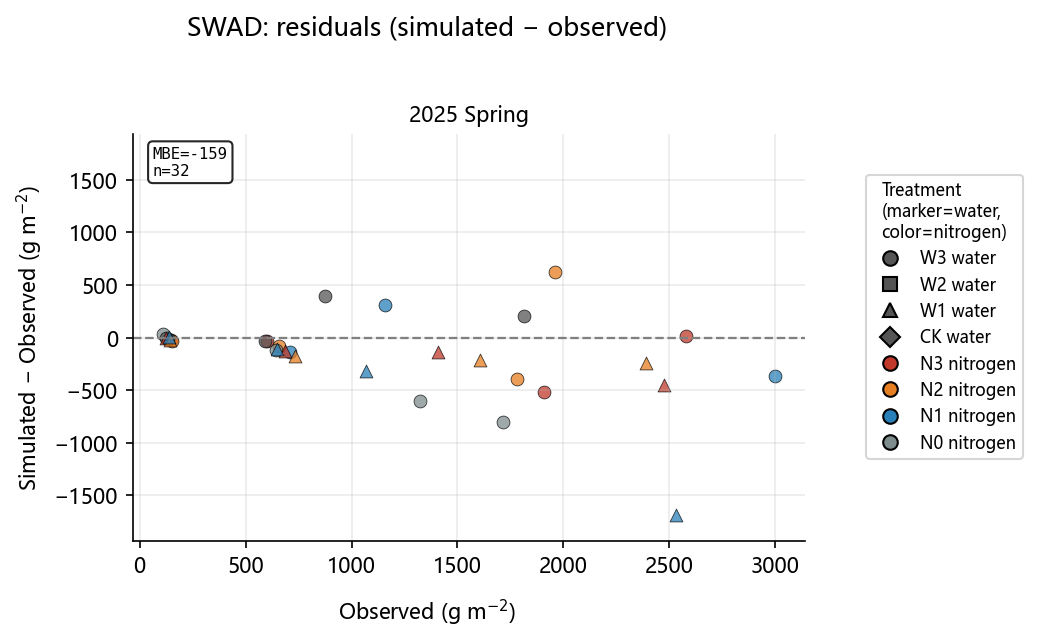 SWAD: residuals (simulated − observed)
2025 Spring
MBE=-159
n=32
Simulated − Observed (g m⁻²)
1500
1000
500
0
−500
−1000
−1500
0 500 1000 1500 2000 2500 3000
Observed (g m⁻²)
Treatment
(marker=water,
color=nitrogen)
W3 water
W2 water
W1 water
CK water
N3 nitrogen
N2 nitrogen
N1 nitrogen
N0 nitrogen